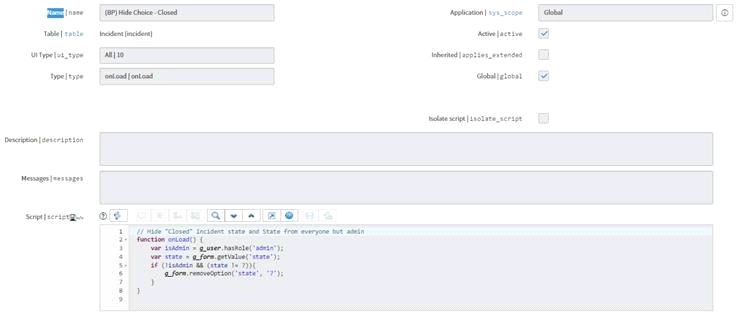 Name | name
(BP) Hide Choice - Closed
Application | sys_scope
Global
Table | table
Incident (incident)
Active | active
UI Type | ui_type
All | 10
Inherited | applies_extended
Type | type
onLoad | onLoad
Global | global
Isolate script | isolate_script
Description | description
Messages | messages
Script | script
1 // Hide "Closed" incident state and State from everyone but admin
2 function onLoad() {
3 var isAdmin = g_user.hasRole('admin');
4 var state = g_form.getValue('state');
5 if (!isAdmin && (state != 7)){
6 g_form.removeOption('state', '7');
7 }
8 }
9